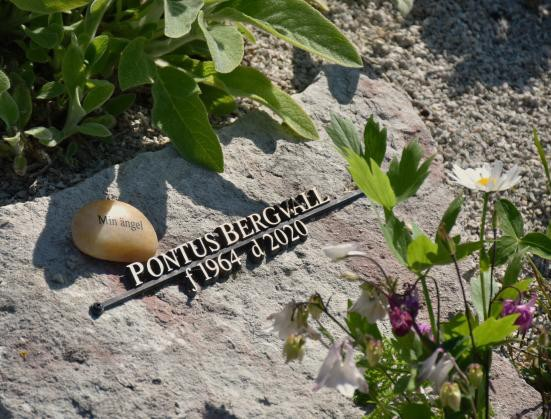 Min ängel
PONTUS BERGVALL
f 1964 d 2020